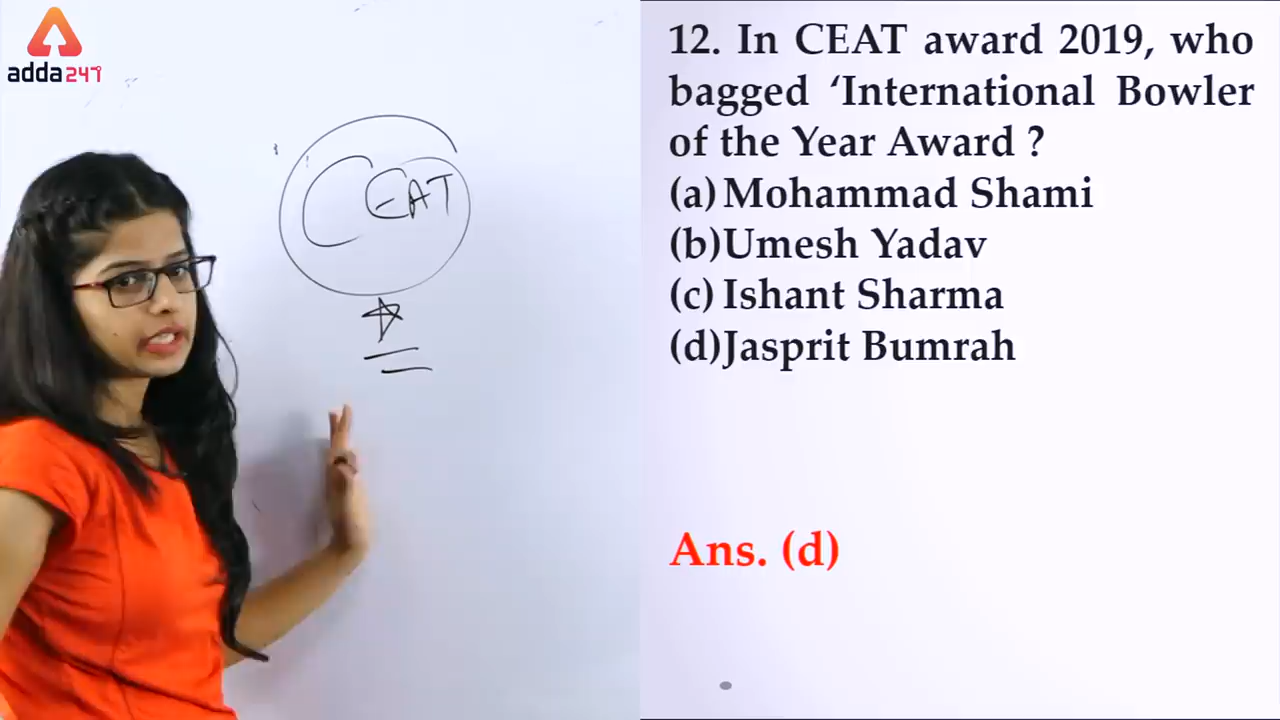 adda247
CEAT
12. In CEAT award 2019, who
bagged ‘International Bowler
of the Year Award ?
(a) Mohammad Shami
(b)Umesh Yadav
(c) Ishant Sharma
(d)Jasprit Bumrah
Ans. (d)